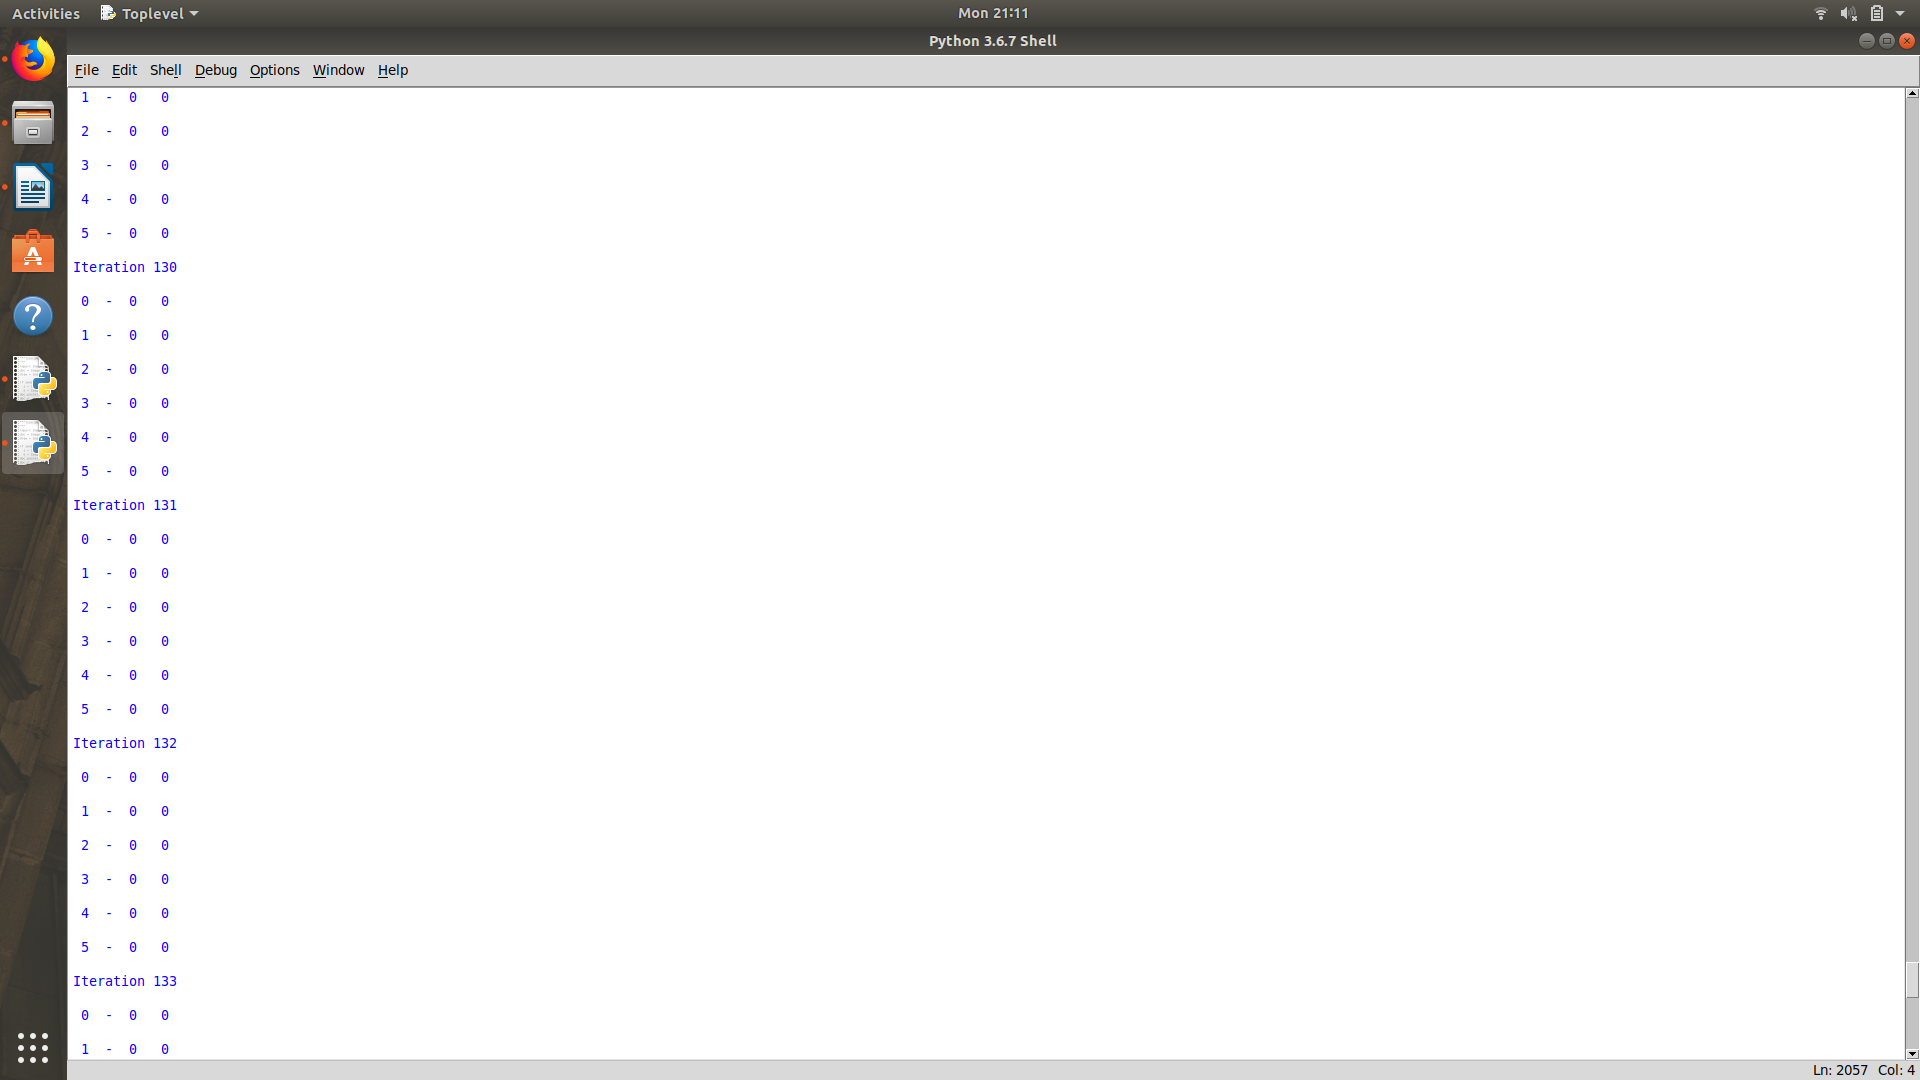 Activities Toplevel Mon 21:11
Python 3.6.7 Shell
File Edit Shell Debug Options Window Help
1 - 0 0
2 - 0 0
3 - 0 0
4 - 0 0
5 - 0 0
Iteration 130
0 - 0 0
1 - 0 0
2 - 0 0
3 - 0 0
4 - 0 0
5 - 0 0
Iteration 131
0 - 0 0
1 - 0 0
2 - 0 0
3 - 0 0
4 - 0 0
5 - 0 0
Iteration 132
0 - 0 0
1 - 0 0
2 - 0 0
3 - 0 0
4 - 0 0
5 - 0 0
Iteration 133
0 - 0 0
1 - 0 0
Ln: 2057 Col: 4